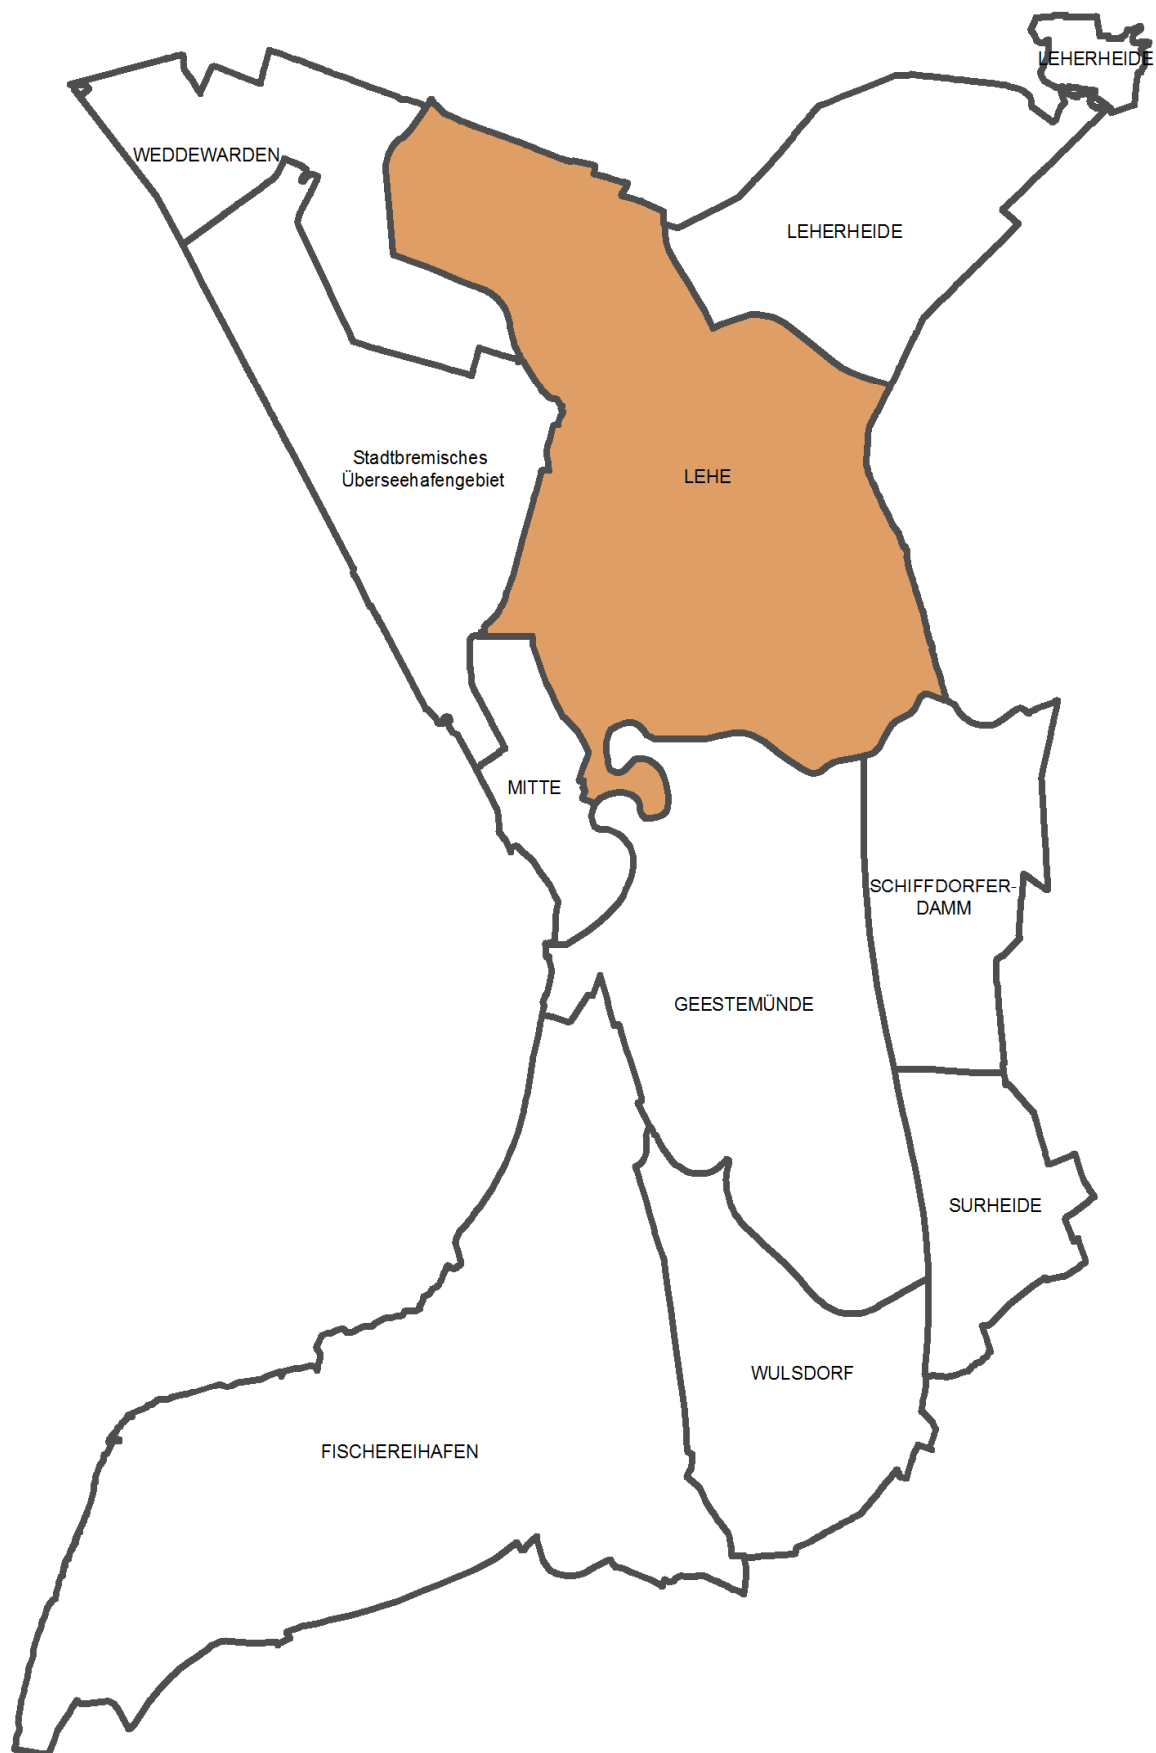 LEHERHEIDE
WEDDEWARDEN
LEHERHEIDE
Stadtbremisches
Überseehafengebiet
LEHE
MITTE
SCHIFFDORFER-
DAMM
GEESTEMÜNDE
SURHEIDE
WULSDORF
FISCHEREIHAFEN